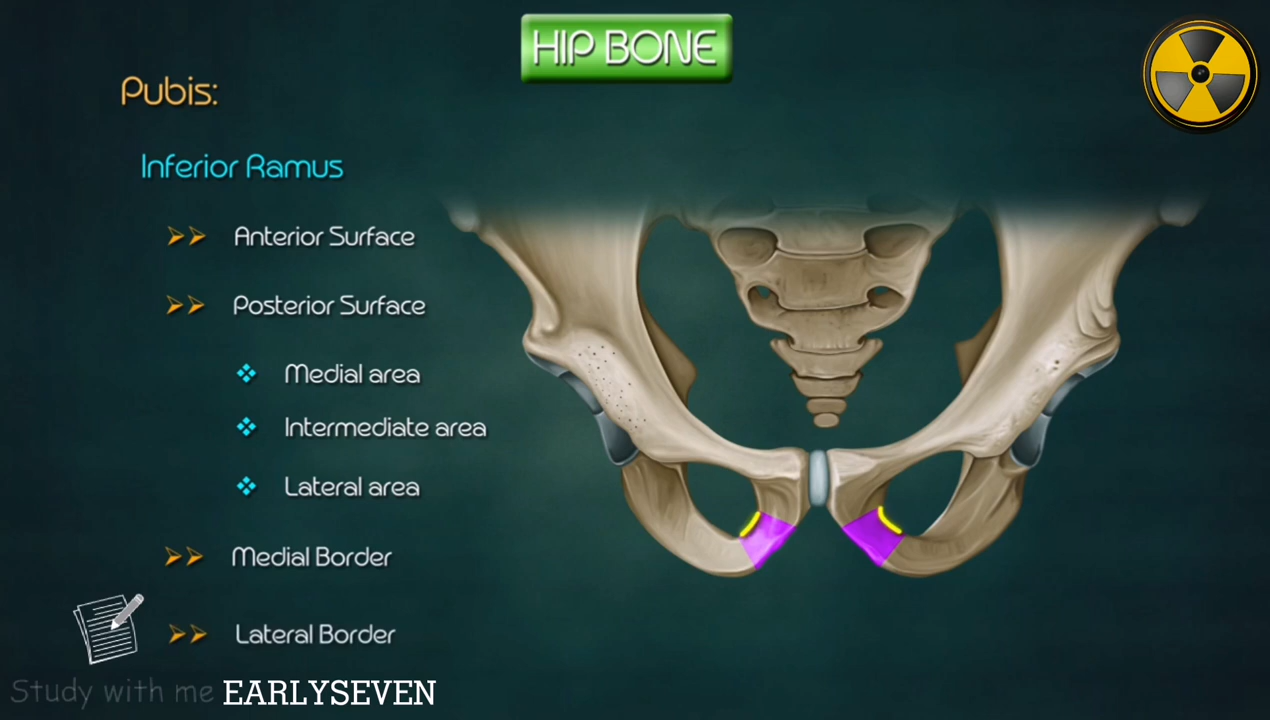 HIP BONE
Pubis:
Inferior Ramus
Anterior Surface
Posterior Surface
Medial area
Intermediate area
Lateral area
Medial Border
Lateral Border
Study with me EARLYSEVEN